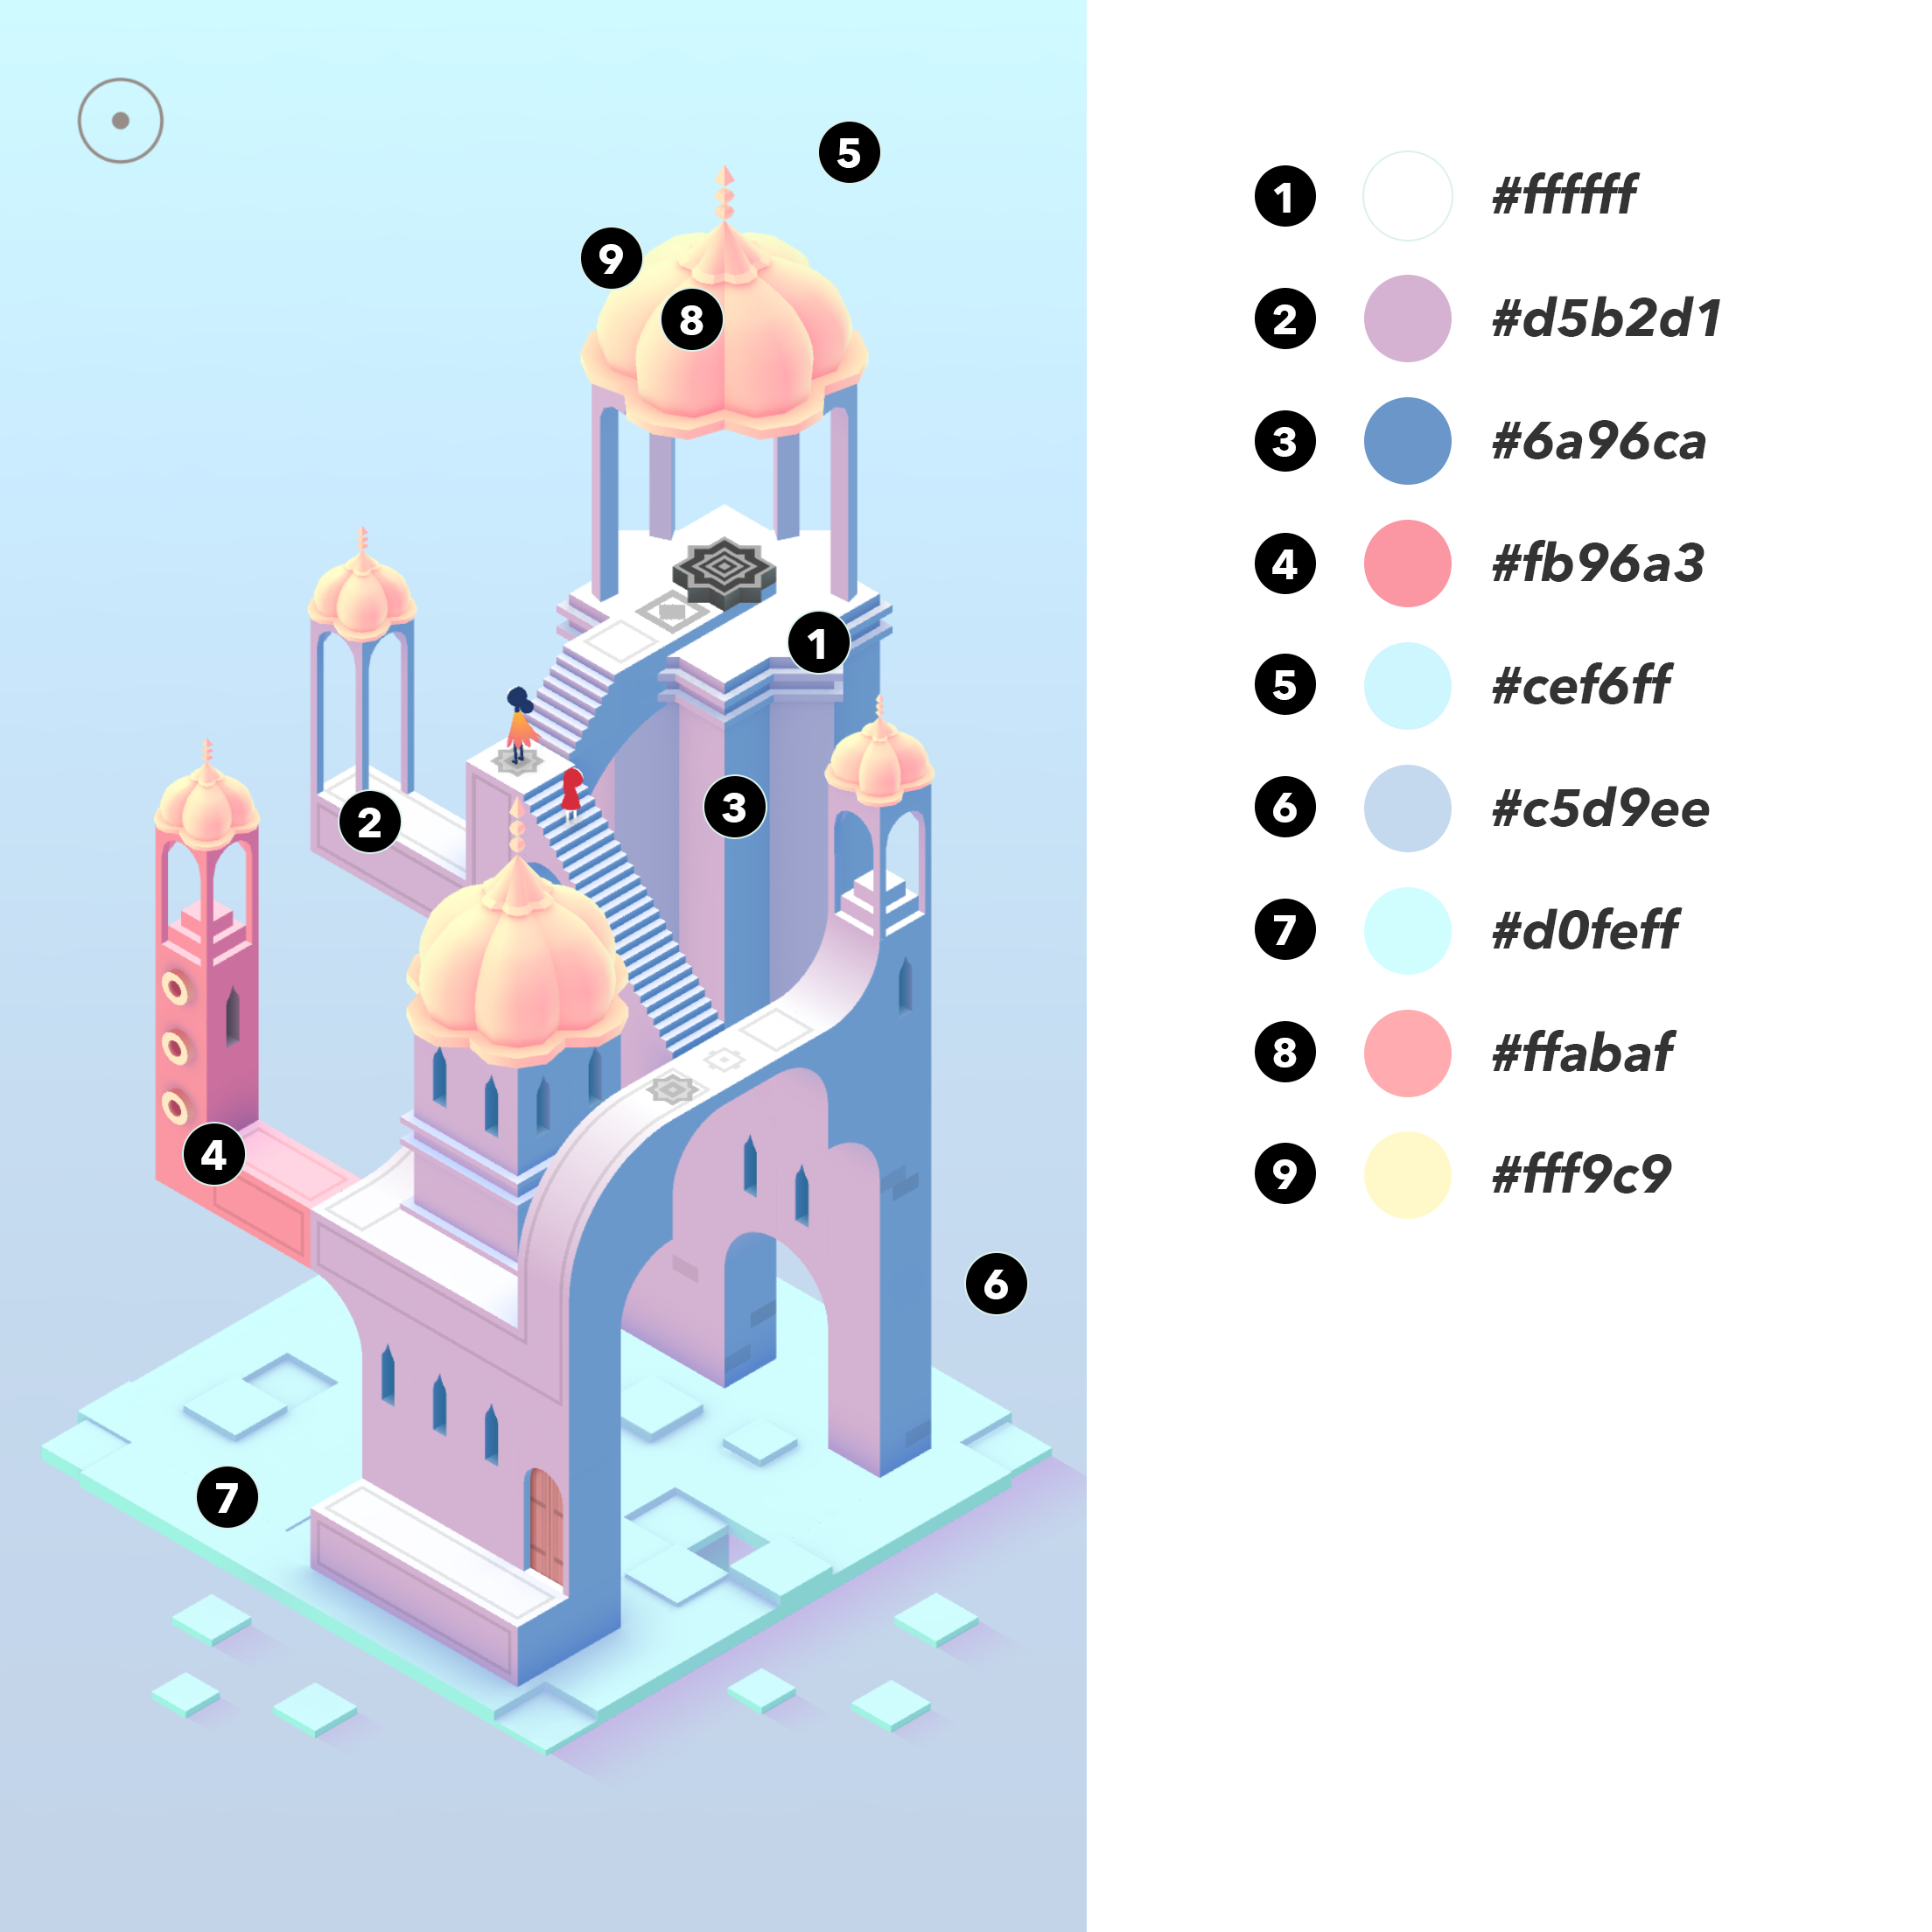 5
9
8
1
3
2
4
6
7
1 #ffffff
2 #d5b2d1
3 #6a96ca
4 #fb96a3
5 #cef6ff
6 #c5d9ee
7 #d0feff
8 #ffabaf
9 #fff9c9